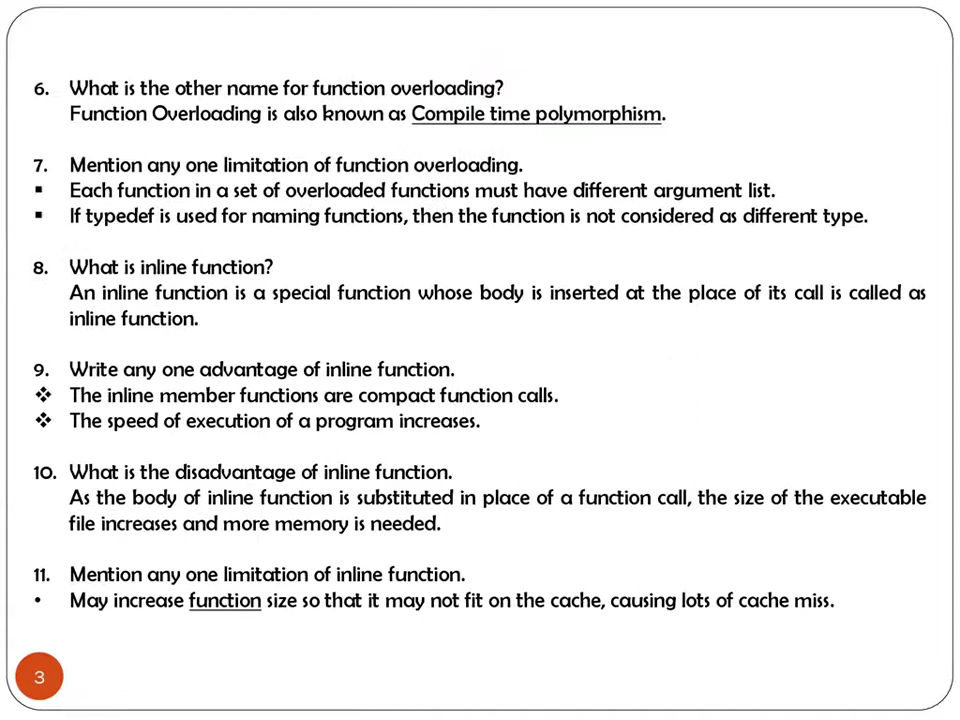 6. What is the other name for function overloading?
Function Overloading is also known as Compile time polymorphism.
7. Mention any one limitation of function overloading.
▪ Each function in a set of overloaded functions must have different argument list.
▪ If typedef is used for naming functions, then the function is not considered as different type.
8. What is inline function?
An inline function is a special function whose body is inserted at the place of its call is called as
inline function.
9. Write any one advantage of inline function.
❖ The inline member functions are compact function calls.
❖ The speed of execution of a program increases.
10. What is the disadvantage of inline function.
As the body of inline function is substituted in place of a function call, the size of the executable
file increases and more memory is needed.
11. Mention any one limitation of inline function.
• May increase function size so that it may not fit on the cache, causing lots of cache miss.
3